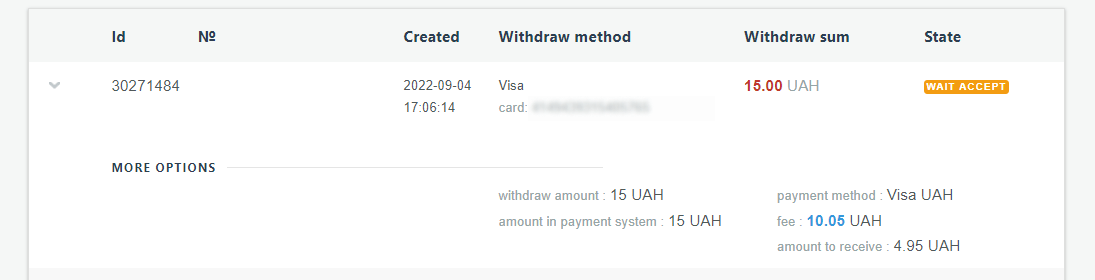 Id № Created Withdraw method Withdraw sum State
30271484 2022-09-04 Visa 15.00 UAH WAIT ACCEPT
17:06:14 card:
MORE OPTIONS
withdraw amount : 15 UAH payment method : Visa UAH
amount in payment system : 15 UAH fee : 10.05 UAH
amount to receive : 4.95 UAH